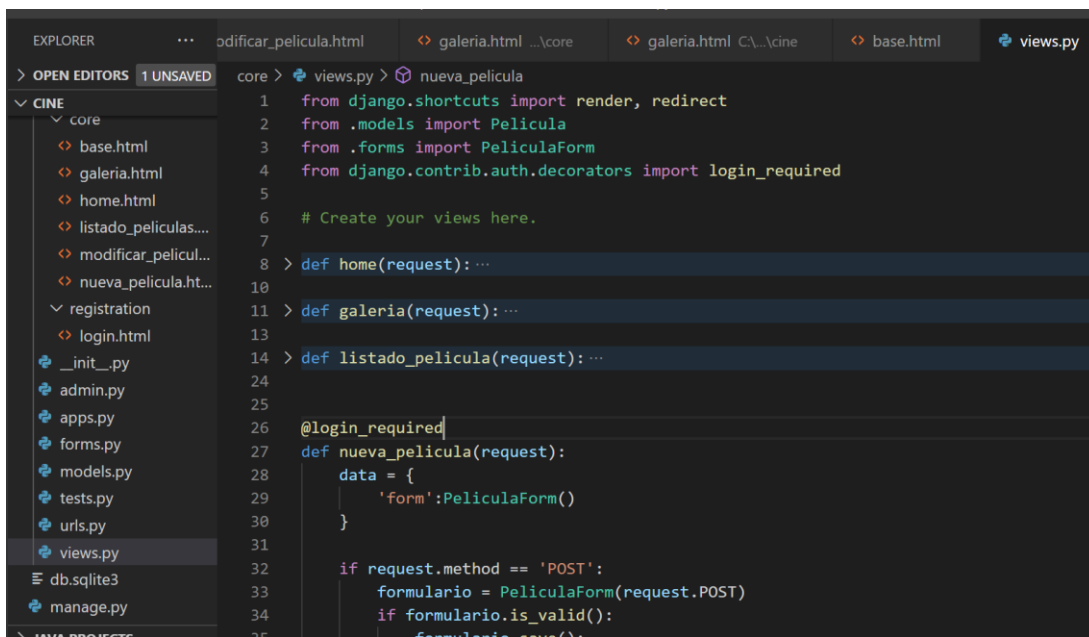 EXPLORER ···
odificar_pelicula.html galeria.html ...\core galeria.html C:\...\cine base.html views.py
> OPEN EDITORS 1 UNSAVED
core > views.py > nueva_pelicula
CINE
core
base.html
galeria.html
home.html
listado_peliculas....
modificar_pelicul...
nueva_pelicula.ht...
registration
login.html
__init__.py
admin.py
apps.py
forms.py
models.py
tests.py
urls.py
views.py
db.sqlite3
manage.py
JAVA PROJECTS
1 from django.shortcuts import render, redirect
2 from .models import Pelicula
3 from .forms import PeliculaForm
4 from django.contrib.auth.decorators import login_required
5
6 # Create your views here.
7
8 > def home(request): ···
10
11 > def galeria(request): ···
13
14 > def listado_pelicula(request): ···
24
25
26 @login_required
27 def nueva_pelicula(request):
28 data = {
29 'form':PeliculaForm()
30 }
31
32 if request.method == 'POST':
33 formulario = PeliculaForm(request.POST)
34 if formulario.is_valid():
35 formulario.save():